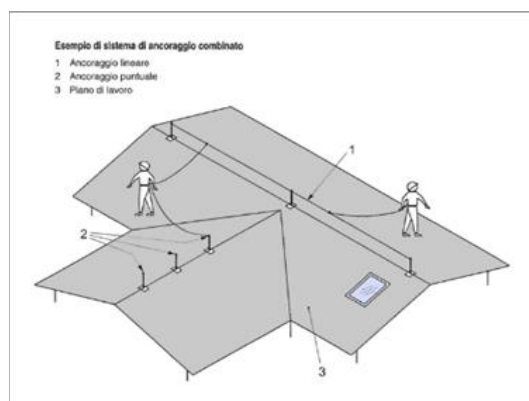 Esempio di sistema di ancoraggio combinato
1 Ancoraggio lineare
2 Ancoraggio puntuale
3 Piano di lavoro
1
2
3